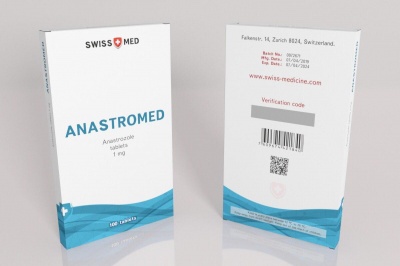 SWISS MED
ANASTROMED
Anastrozole
tablets
1 mg
100 tablets
Falkenstr. 14, Zurich 8024, Switzerland.
Batch No.:
Mfg. Date:
Exp. Date:
www.swiss-medicine.com
Verification code